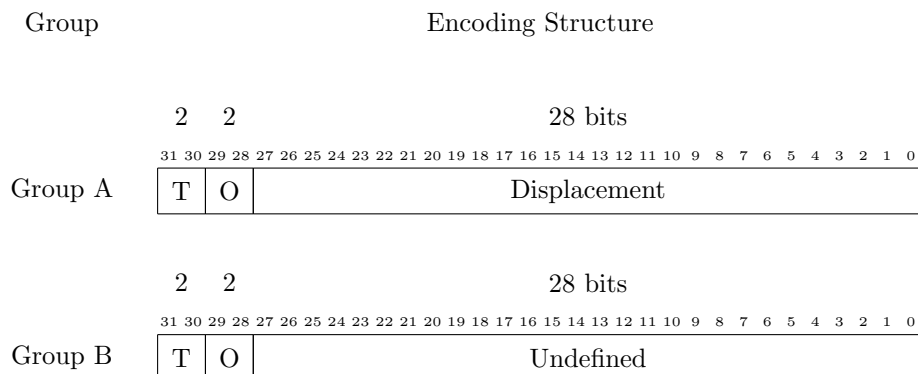 Group Encoding Structure
2 2 28 bits
31 30 29 28 27 26 25 24 23 22 21 20 19 18 17 16 15 14 13 12 11 10 9 8 7 6 5 4 3 2 1 0
Group A T O Displacement
2 2 28 bits
31 30 29 28 27 26 25 24 23 22 21 20 19 18 17 16 15 14 13 12 11 10 9 8 7 6 5 4 3 2 1 0
Group B T O Undefined